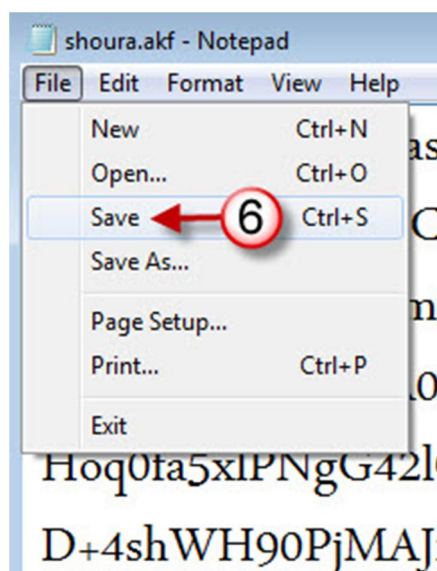 shoura.akf - Notepad
File Edit Format View Help
New Ctrl+N
Open... Ctrl+O
Save 6 Ctrl+S
Save As...
Page Setup...
Print... Ctrl+P
Exit
Hoq0fa5xIPNgG42l
D+4shWH90PjMAJ